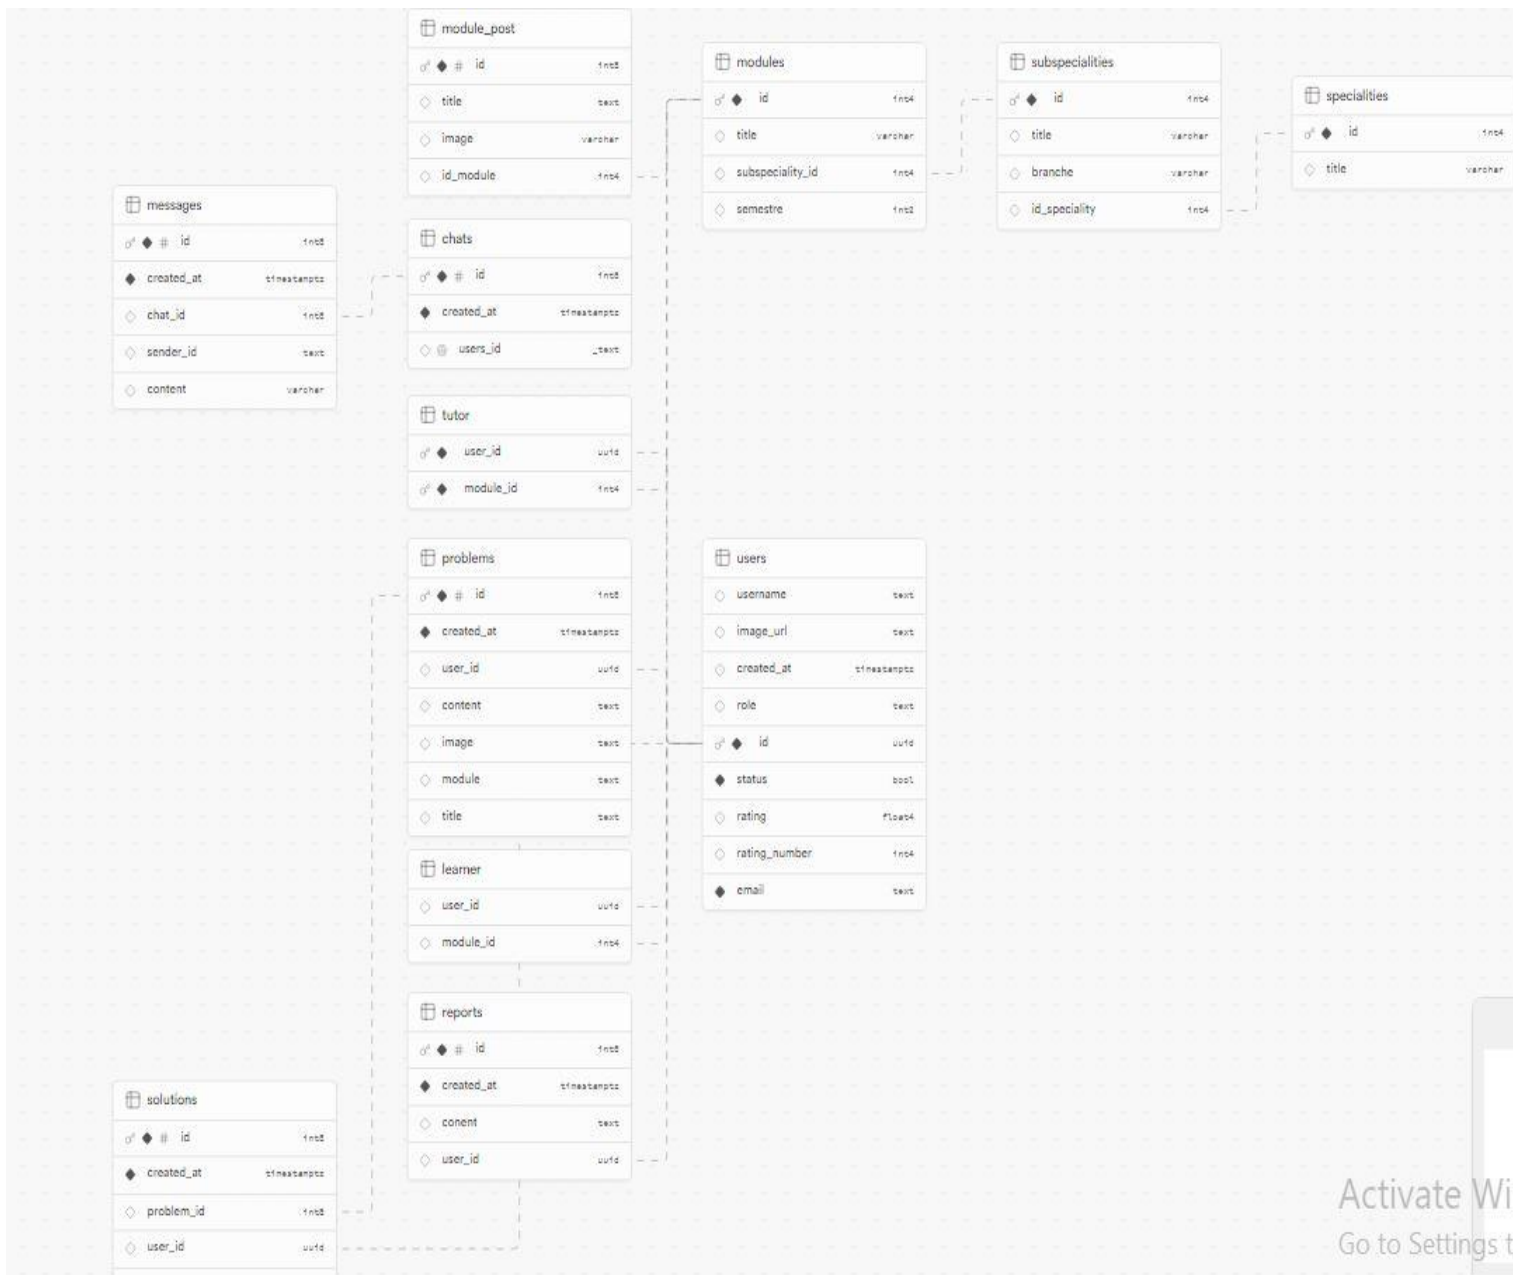 module_post
id int8
title text
image varchar
id_module int4
modules
id int4
title varchar
subspeciality_id int4
semestre int2
subspecialities
id int4
title varchar
branche varchar
id_speciality int4
specialities
id int4
title varchar
messages
id int8
created_at timestamptz
chat_id int8
sender_id text
content varchar
chats
id int8
created_at timestamptz
users_id _text
tutor
user_id uuid
module_id int4
problems
id int8
created_at timestamptz
user_id uuid
content text
image text
module text
title text
users
username text
image_url text
created_at timestamptz
role text
id uuid
status bool
rating float4
rating_number int4
email text
learner
user_id uuid
module_id int4
reports
id int8
created_at timestamptz
conent text
user_id uuid
solutions
id int8
created_at timestamptz
problem_id int8
user_id uuid
Activate Wi
Go to Settings t